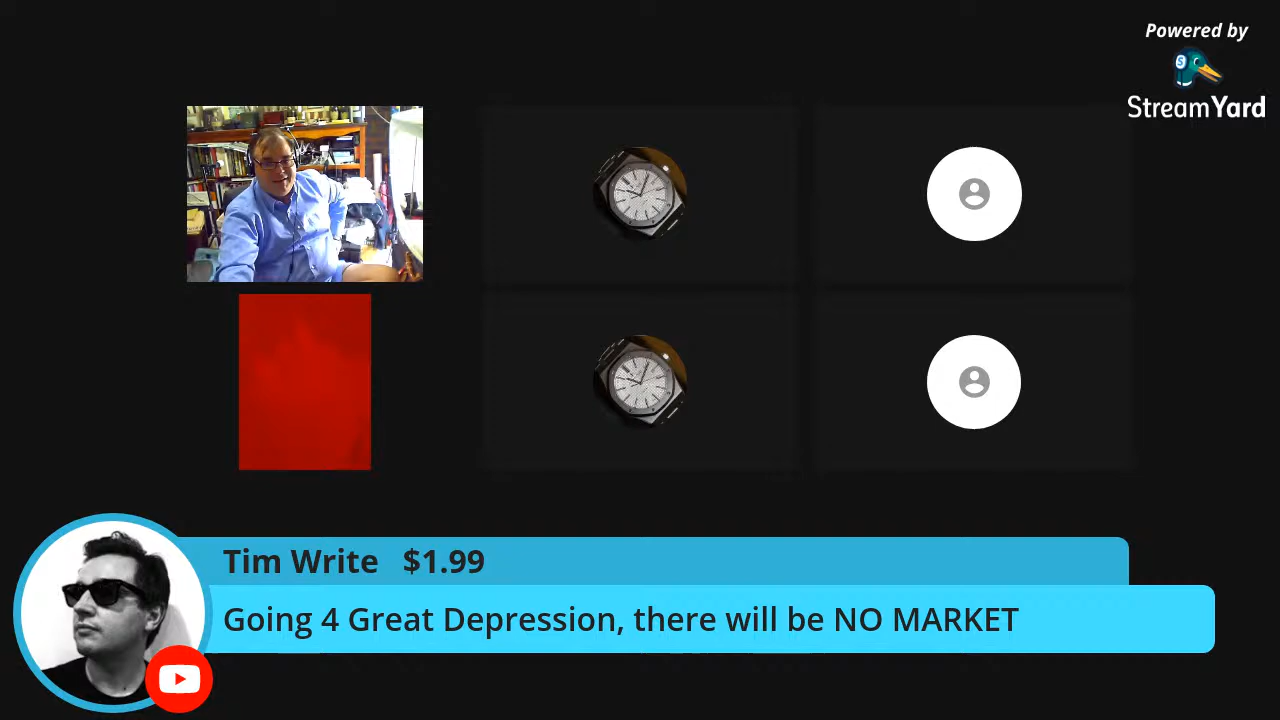 Powered by
StreamYard
Tim Write $1.99
Going 4 Great Depression, there will be NO MARKET